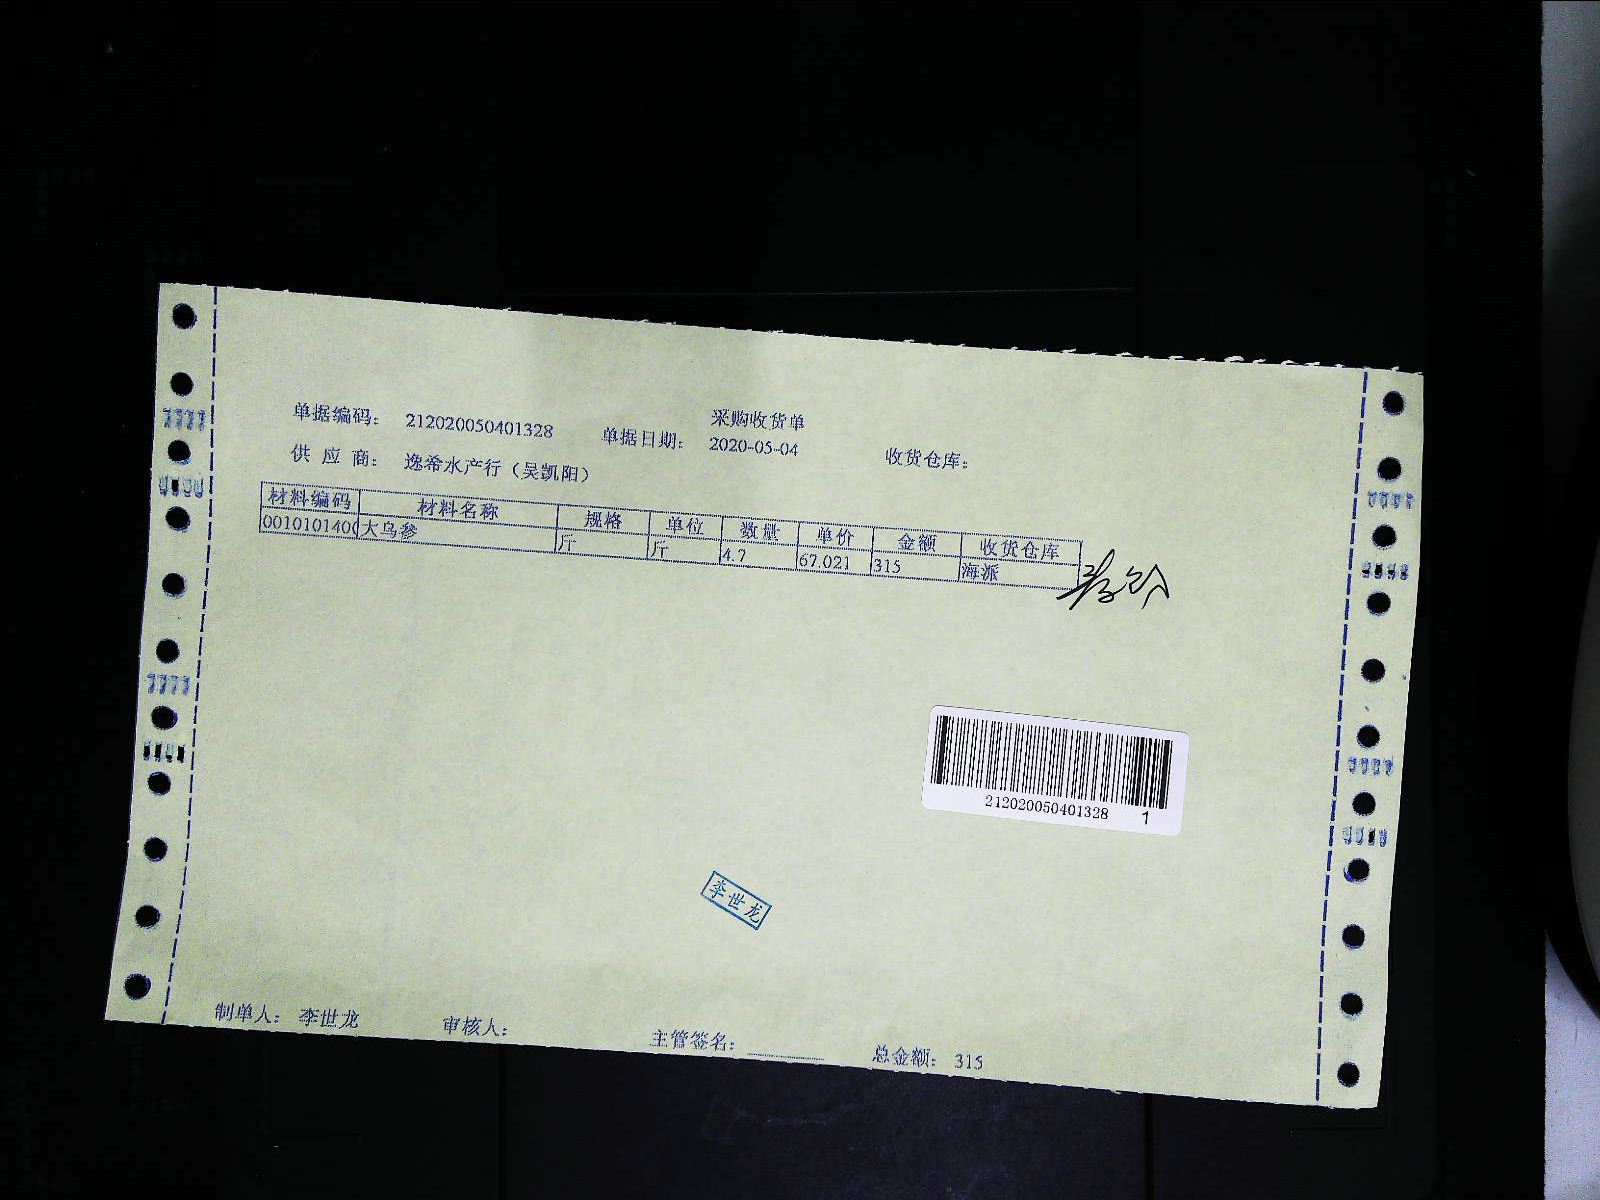 采购收货单
单据编码： 212020050401328 单据日期： 2020-05-04 收货仓库：
供 应 商： 逸希水产行（吴凯阳）
材料编码 材料名称 规格 单位 数量 单价 金额 收货仓库
0010101400 大乌参 斤 斤 4.7 67.021 315 海派
212020050401328 1
李世龙
制单人： 李世龙 审核人： 主管签名： 总金额： 315